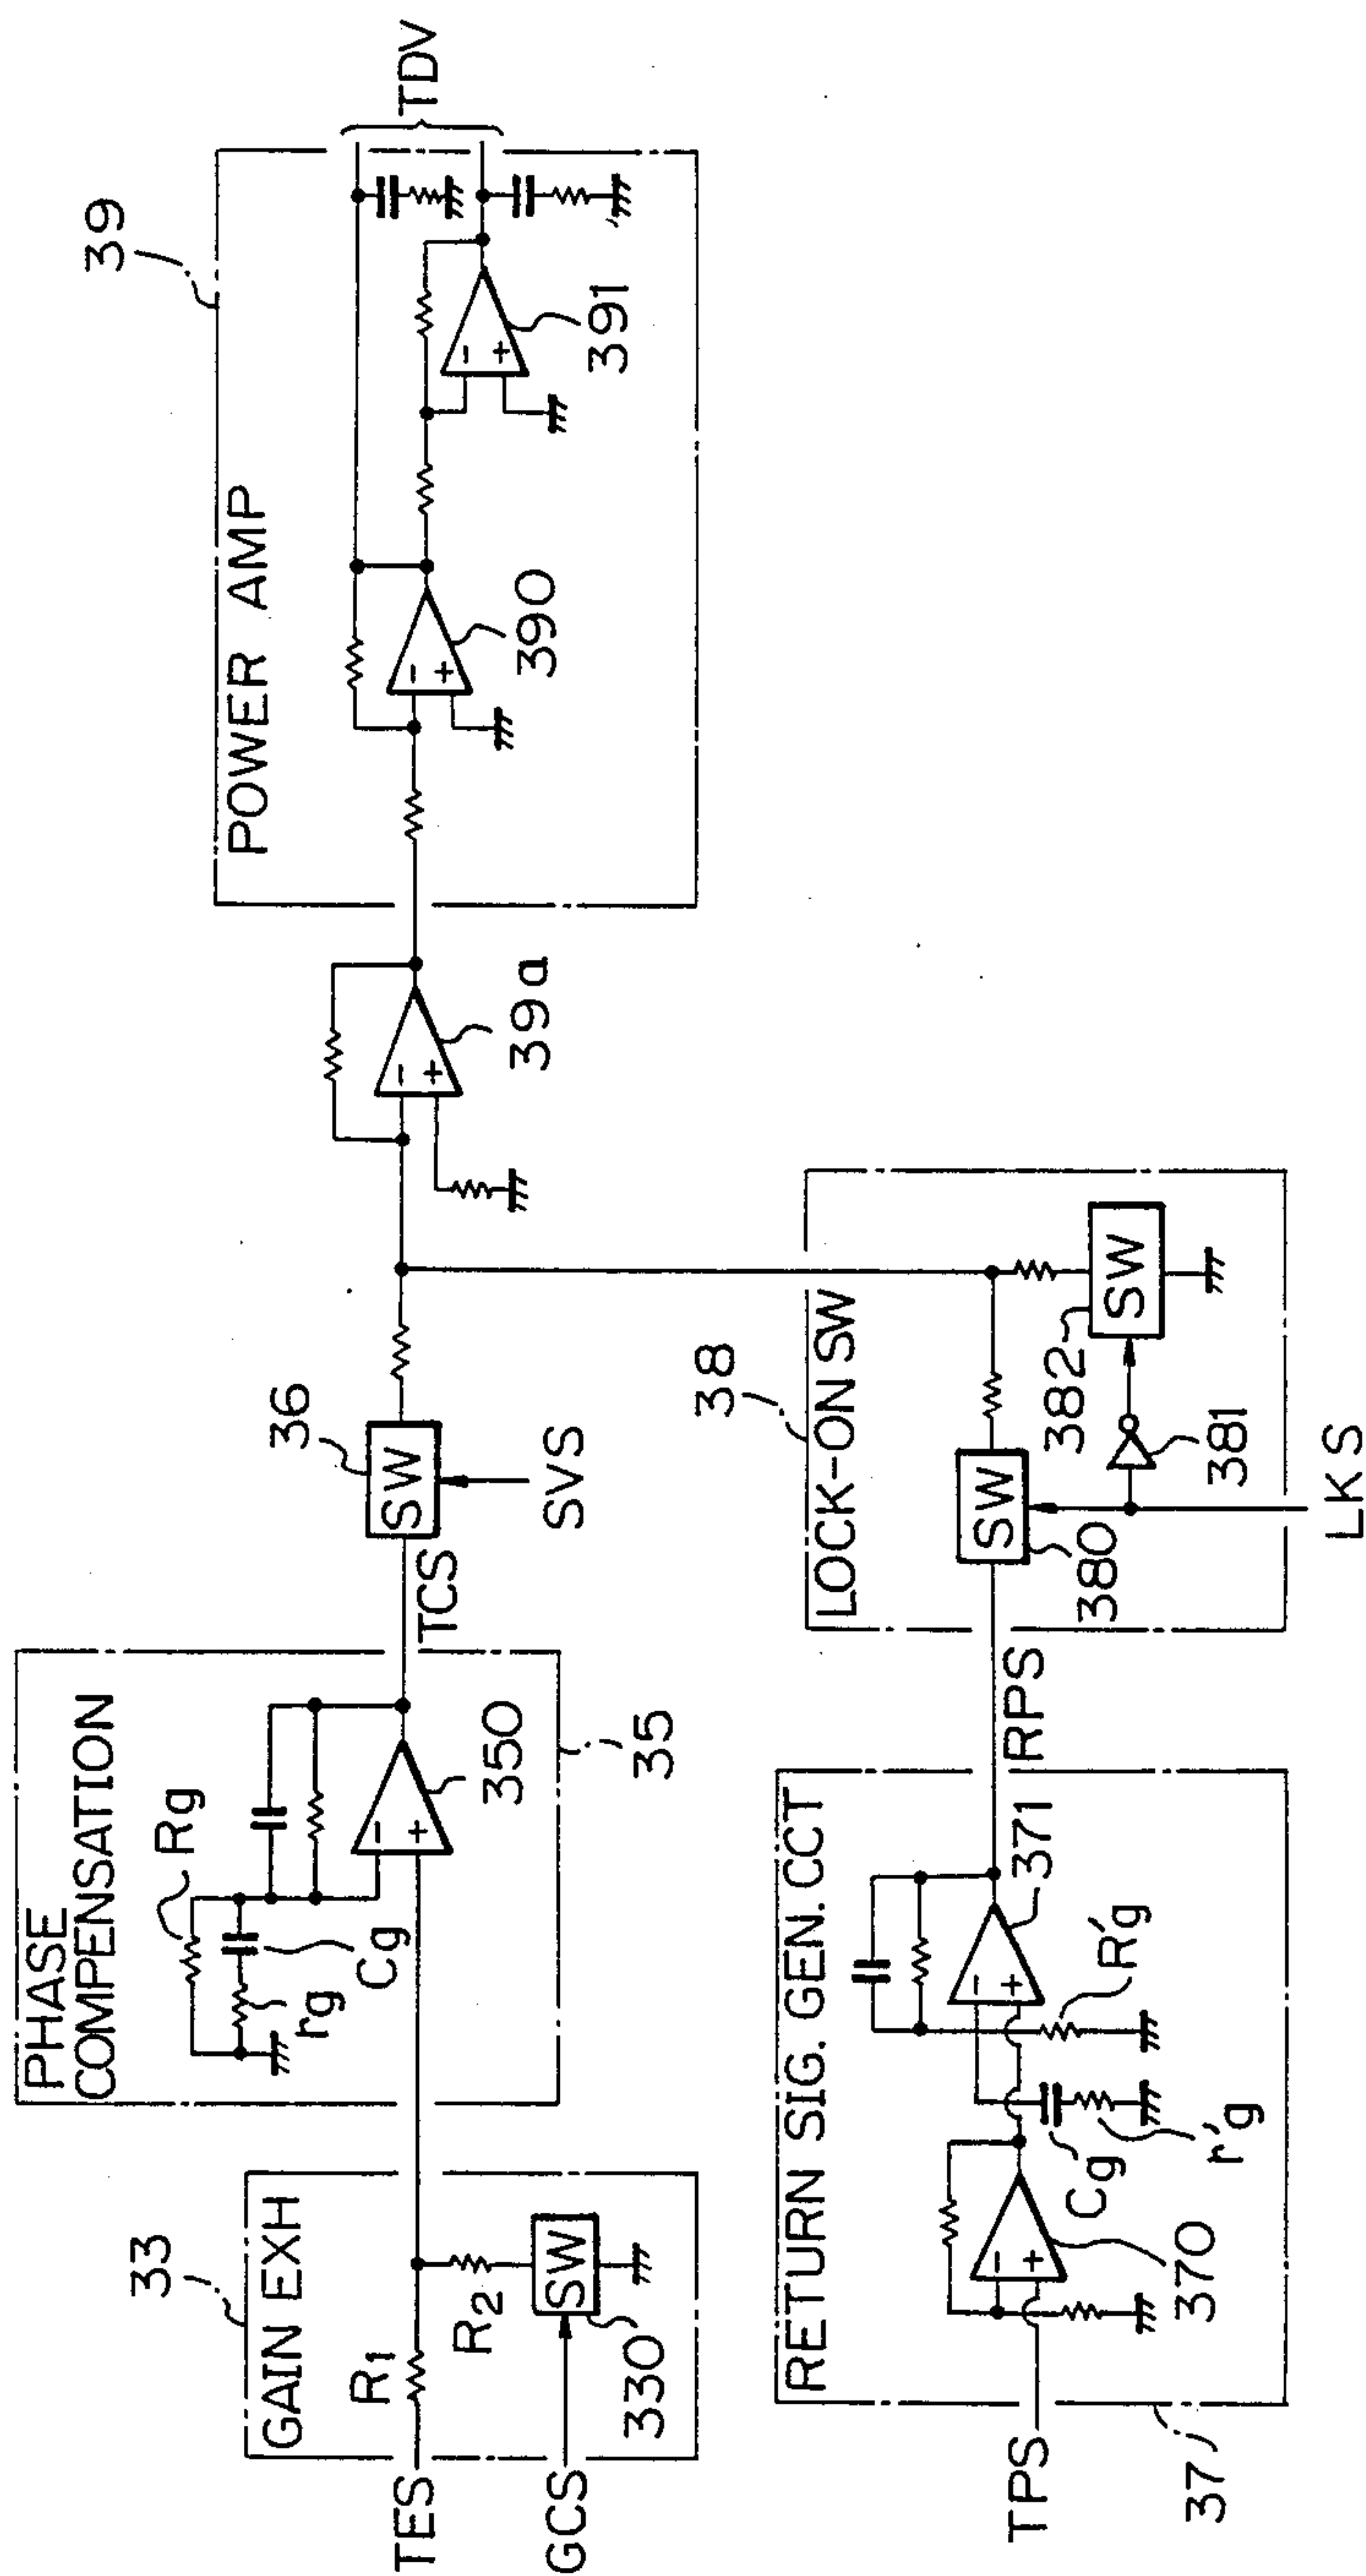 33
GAIN EXH
TES
R1
R2
SW
330
GCS
PHASE
COMPENSATION
Rg
rg
Cg
−
+
350
35
TCS
36
SW
SVS
−
+
39a
39
POWER AMP
−
+
390
−
+
391
TDV
RETURN SIG. GEN. CCT
TPS
−
+
370
Cg
r'g
−
+
371
R'g
37
RPS
38
LOCK-ON SW
SW
380
381
382
SW
LKS